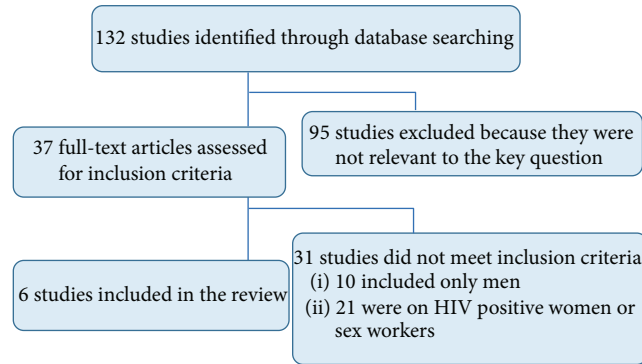 132 studies identified through database searching
37 full-text articles assessed
for inclusion criteria
95 studies excluded because they were
not relevant to the key question
6 studies included in the review
31 studies did not meet inclusion criteria
(i) 10 included only men
(ii) 21 were on HIV positive women or
sex workers